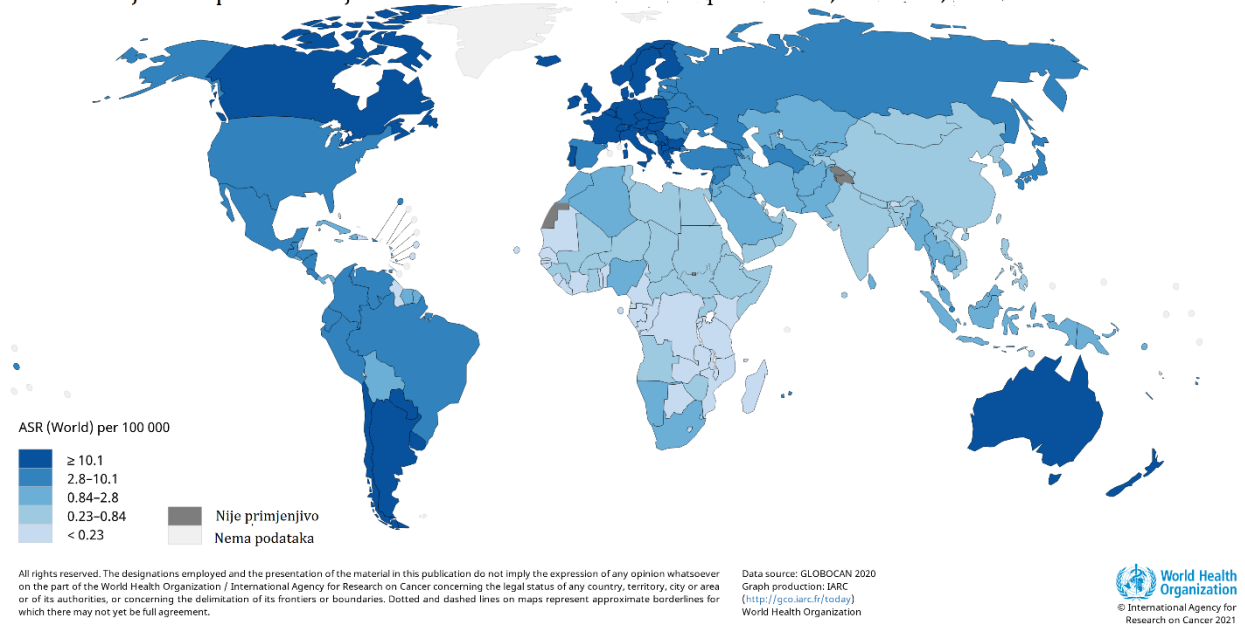 ASR (World) per 100 000
≥ 10.1
2.8–10.1
0.84–2.8
0.23–0.84
< 0.23
Nije primjenjivo
Nema podataka
All rights reserved. The designations employed and the presentation of the material in this publication do not imply the expression of any opinion whatsoever
on the part of the World Health Organization / International Agency for Research on Cancer concerning the legal status of any country, territory, city or area
or of its authorities, or concerning the delimitation of its frontiers or boundaries. Dotted and dashed lines on maps represent approximate borderlines for
which there may not yet be full agreement.
Data source: GLOBOCAN 2020
Graph production: IARC
(http://gco.iarc.fr/today)
World Health Organization
World Health
Organization
© International Agency for
Research on Cancer 2021